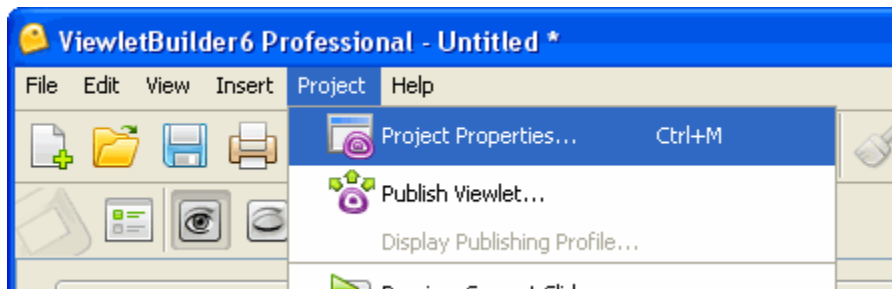 ViewletBuilder6 Professional - Untitled *
File Edit View Insert Project Help
Project Properties... Ctrl+M
Publish Viewlet...
Display Publishing Profile...